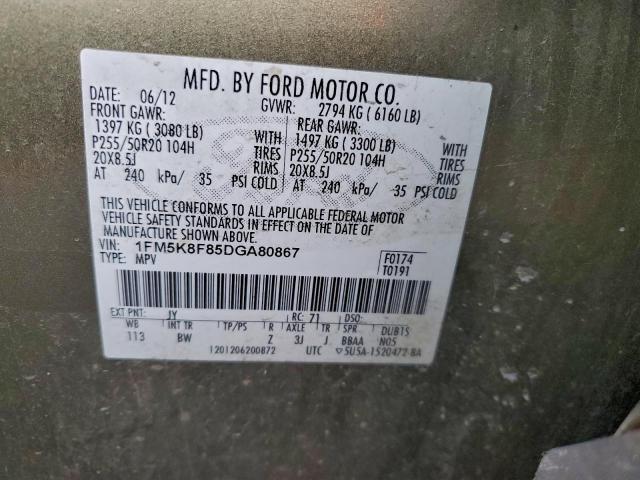 MFD. BY FORD MOTOR CO.
DATE: 06/12 GVWR: 2794 KG ( 6160 LB)
FRONT GAWR: REAR GAWR:
1397 KG ( 3080 LB) WITH 1497 KG ( 3300 LB) WITH
P255/50R20 104H TIRES P255/50R20 104H TIRES
20X8.5J RIMS 20X8.5J RIMS
AT 240 kPa/ 35 PSI COLD AT 240 kPa/ 35 PSI COLD
THIS VEHICLE CONFORMS TO ALL APPLICABLE FEDERAL MOTOR
VEHICLE SAFETY STANDARDS IN EFFECT ON THE DATE OF
MANUFACTURE SHOWN ABOVE.
VIN: 1FM5K8F85DGA80867 F0174
TYPE: MPV T0191
EXT PNT: JY RC: 71 DSO:
WB INT TR TP/PS R AXLE TR SPR DUB1S
113 BW Z 3J J BBAA N05
1201206200872 UTC 5U5A-1520472-BA